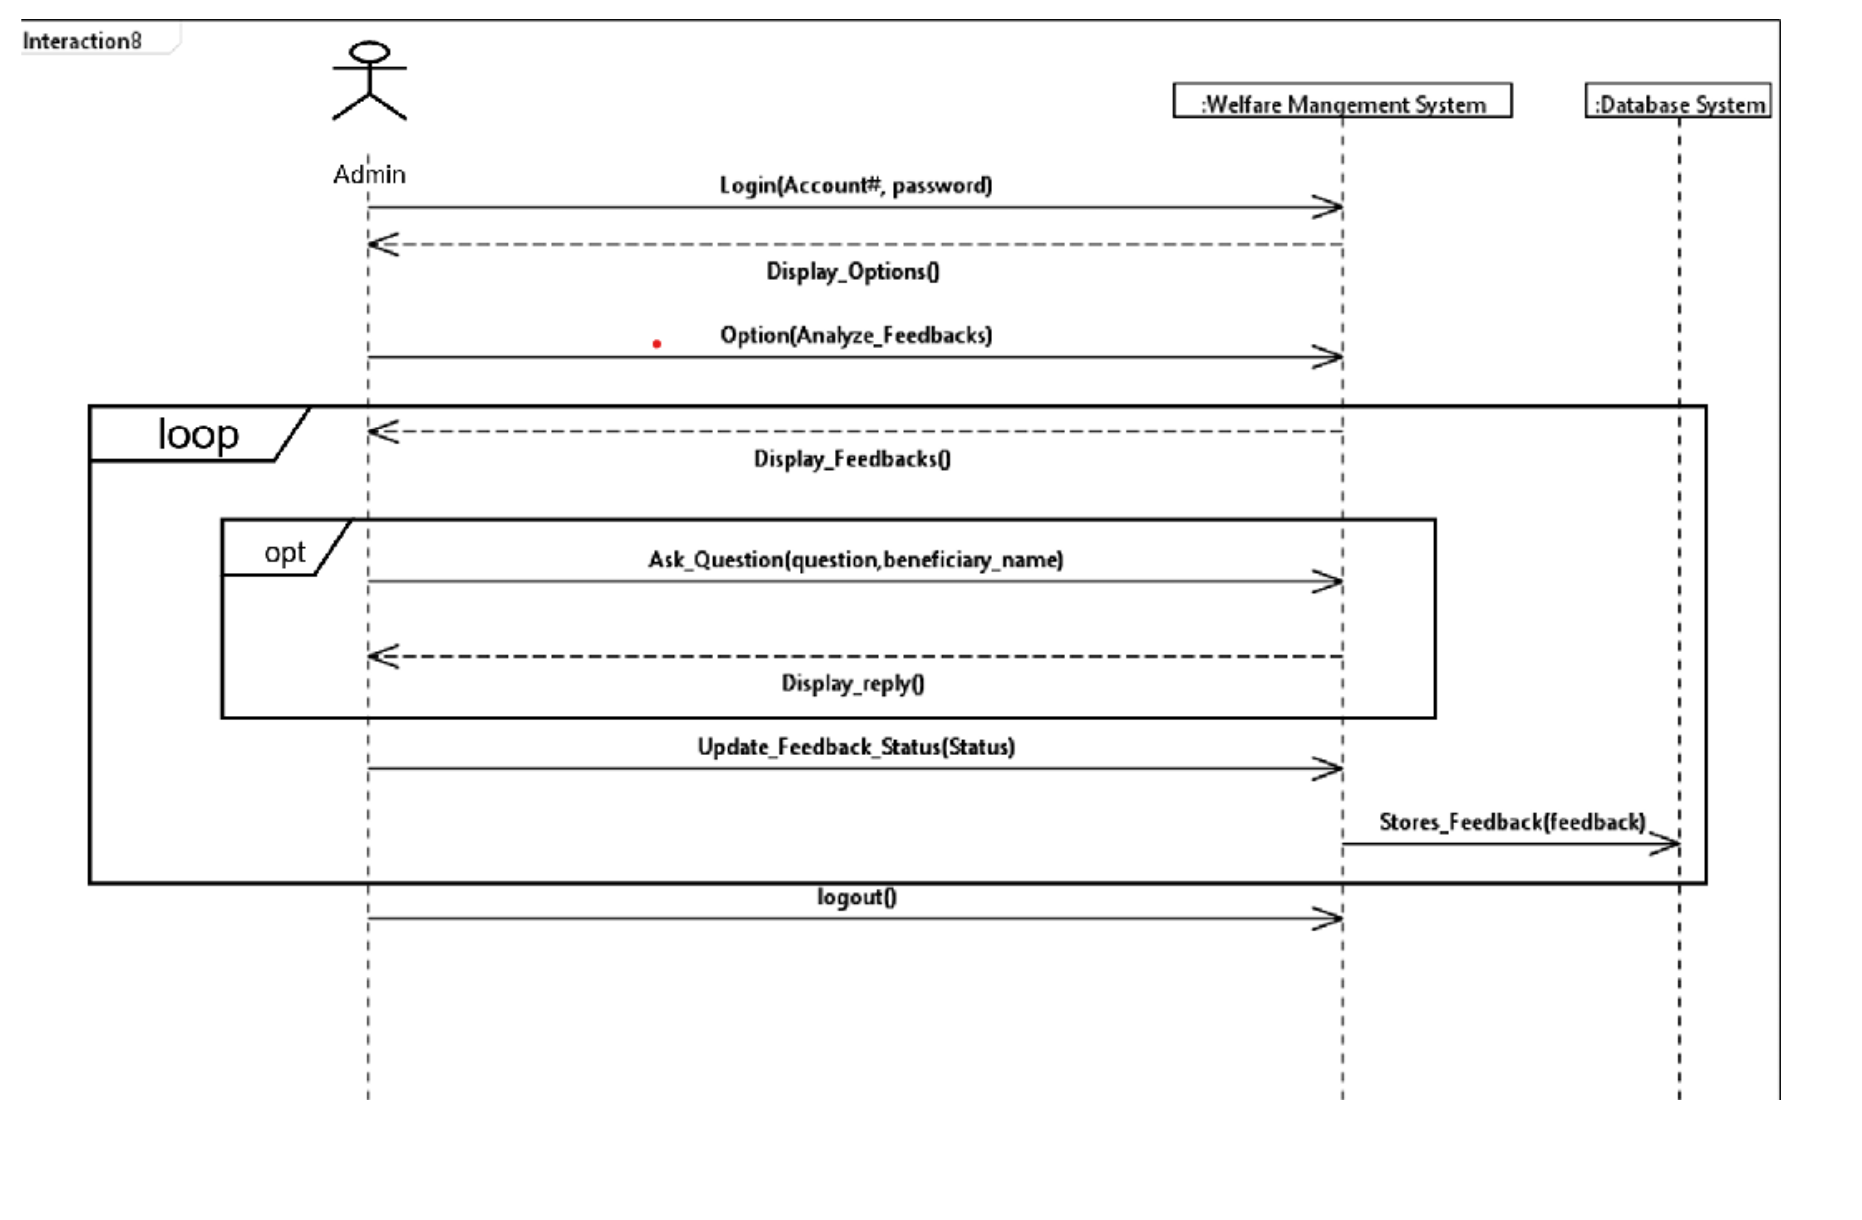 Interaction8
:Welfare Mangement System
:Database System
Admin
Login(Account#, password)
Display_Options()
Option(Analyze_Feedbacks)
loop
Display_Feedbacks()
opt
Ask_Question(question,beneficiary_name)
Display_reply()
Update_Feedback_Status(Status)
Stores_Feedback(feedback)
logout()